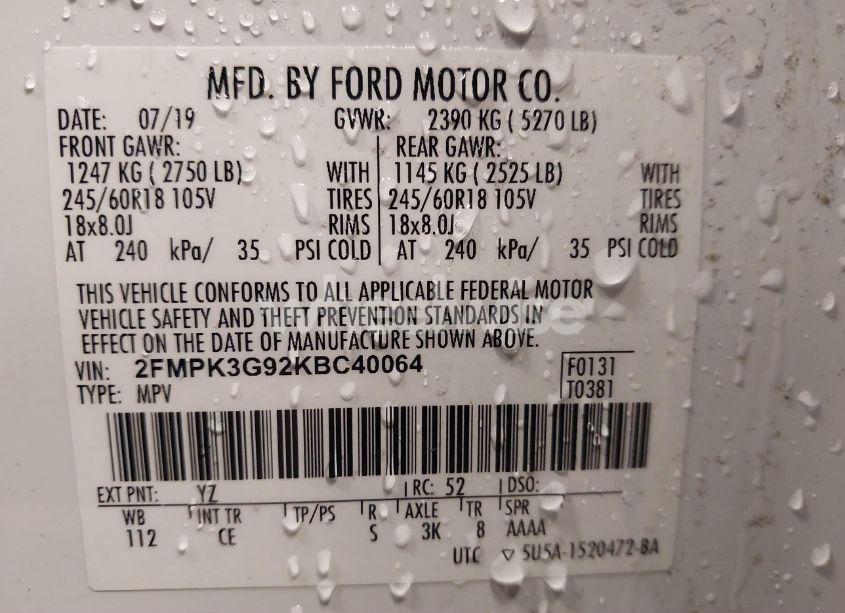 MFD. BY FORD MOTOR CO.
DATE: 07/19 GVWR: 2390 KG ( 5270 LB)
FRONT GAWR: REAR GAWR:
1247 KG ( 2750 LB) WITH 1145 KG ( 2525 LB) WITH
245/60R18 105V TIRES 245/60R18 105V TIRES
18x8.0J RIMS 18x8.0J RIMS
AT 240 kPa/ 35 PSI COLD AT 240 kPa/ 35 PSI COLD
THIS VEHICLE CONFORMS TO ALL APPLICABLE FEDERAL MOTOR
VEHICLE SAFETY AND THEFT PREVENTION STANDARDS IN
EFFECT ON THE DATE OF MANUFACTURE SHOWN ABOVE.
VIN: 2FMPK3G92KBC40064 F0131
TYPE: MPV T0381
EXT PNT: YZ RC: 52 DSO:
WB INT TR TP/PS R AXLE TR SPR
112 CE S 3K 8 AAAA
UTC ▽ 5U5A-1520472-BA